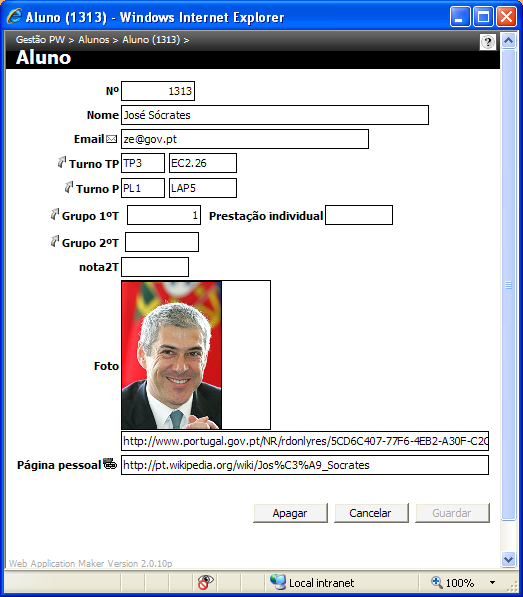 Aluno (1313) - Windows Internet Explorer
Gestão PW > Alunos > Aluno (1313) >
?
Aluno
Nº 1313
Nome José Sócrates
Email ze@gov.pt
Turno TP TP3 EC2.26
Turno P PL1 LAP5
Grupo 1ºT 1 Prestação individual
Grupo 2ºT
nota2T
Foto
http://www.portugal.gov.pt/NR/rdonlyres/5CD6C407-77F6-4EB2-A30F-C2C
Página pessoal http://pt.wikipedia.org/wiki/Jos%C3%A9_Socrates
Apagar Cancelar Guardar
Web Application Maker Version 2.0.10p
Local intranet 100%